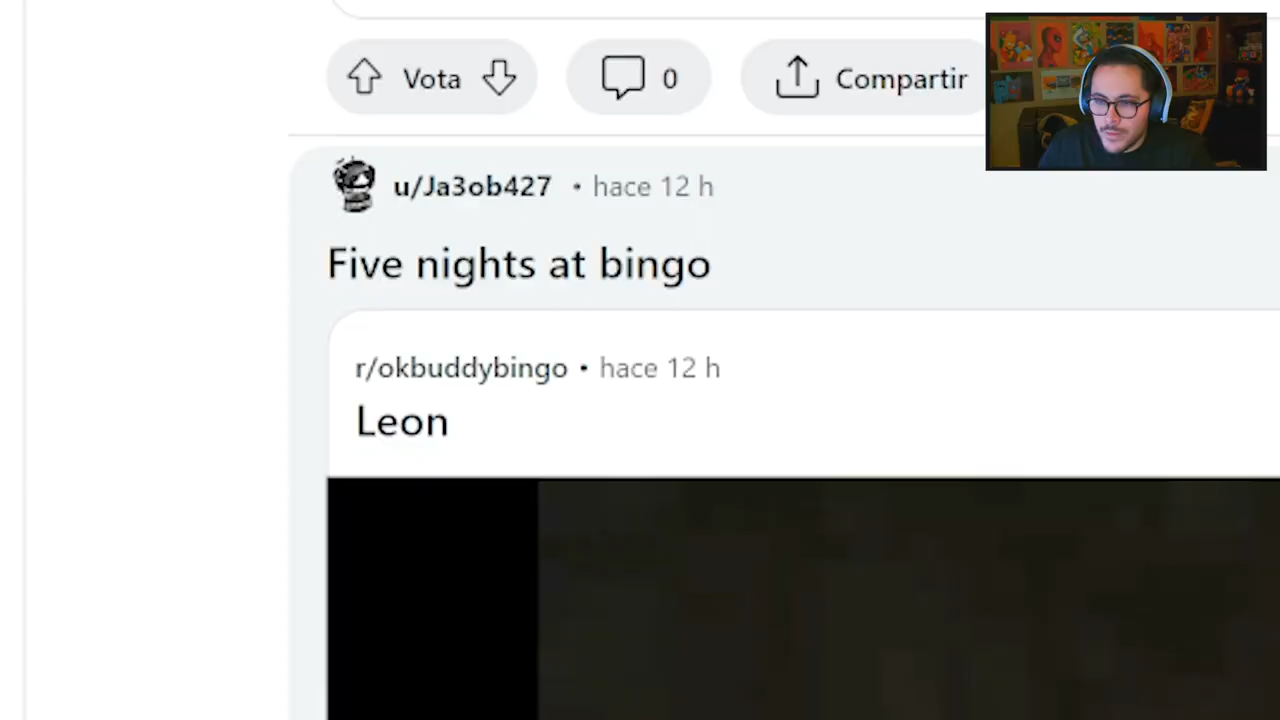 Vota
0
Compartir
u/Ja3ob427 • hace 12 h
Five nights at bingo
r/okbuddybingo • hace 12 h
Leon